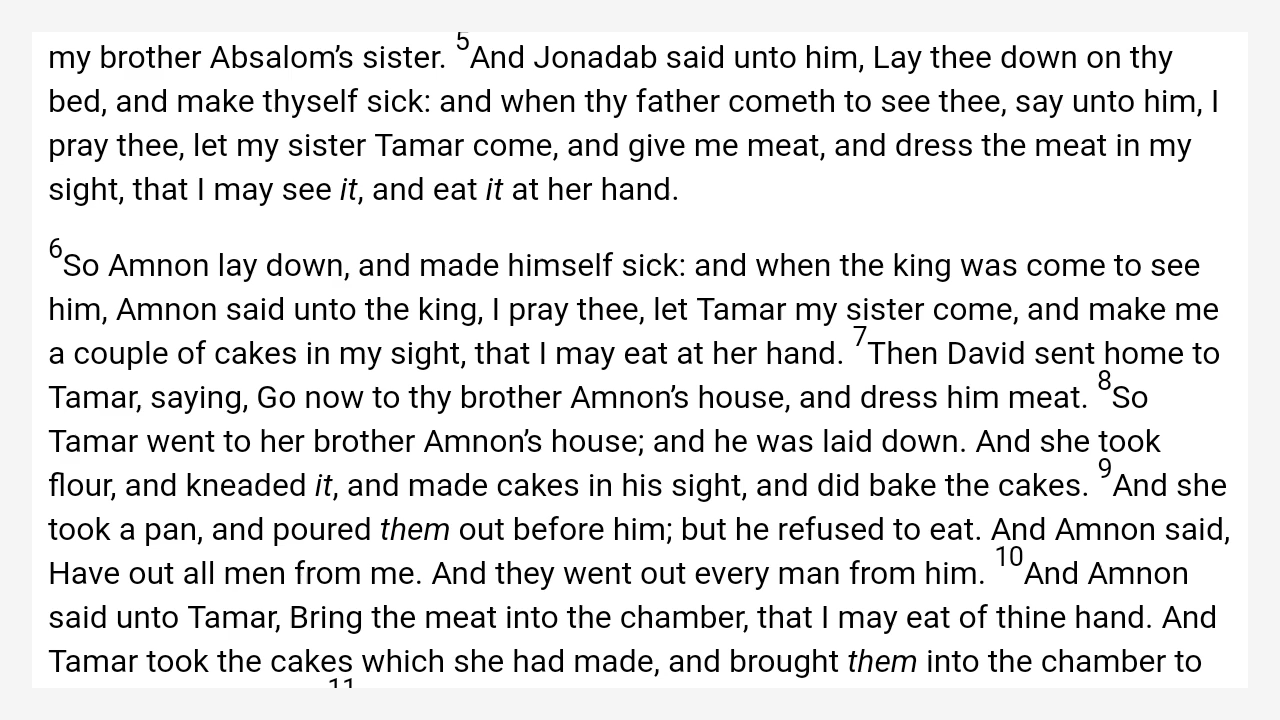 my brother Absalom’s sister. 5And Jonadab said unto him, Lay thee down on thy
bed, and make thyself sick: and when thy father cometh to see thee, say unto him, I
pray thee, let my sister Tamar come, and give me meat, and dress the meat in my
sight, that I may see it, and eat it at her hand.
6So Amnon lay down, and made himself sick: and when the king was come to see
him, Amnon said unto the king, I pray thee, let Tamar my sister come, and make me
a couple of cakes in my sight, that I may eat at her hand. 7Then David sent home to
Tamar, saying, Go now to thy brother Amnon’s house, and dress him meat. 8So
Tamar went to her brother Amnon’s house; and he was laid down. And she took
flour, and kneaded it, and made cakes in his sight, and did bake the cakes. 9And she
took a pan, and poured them out before him; but he refused to eat. And Amnon said,
Have out all men from me. And they went out every man from him. 10And Amnon
said unto Tamar, Bring the meat into the chamber, that I may eat of thine hand. And
Tamar took the cakes which she had made, and brought them into the chamber to
11